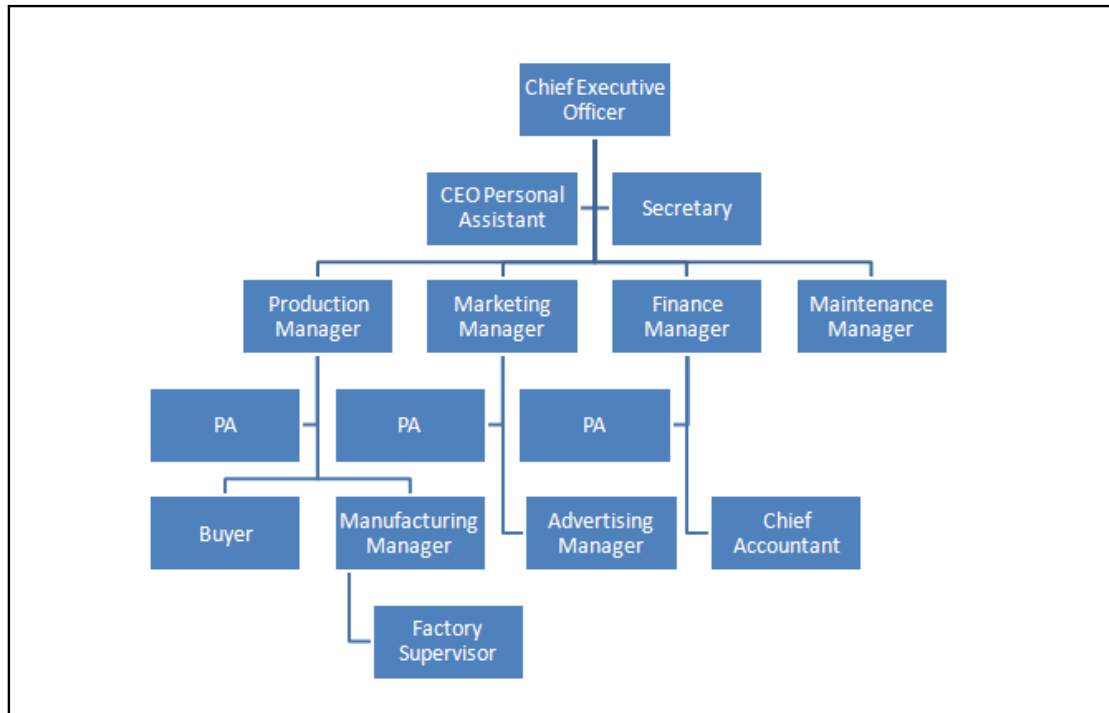 Chief Executive
Officer
CEO Personal
Assistant
Secretary
Production
Manager
Marketing
Manager
Finance
Manager
Maintenance
Manager
PA
PA
PA
Buyer
Manufacturing
Manager
Advertising
Manager
Chief
Accountant
Factory
Supervisor